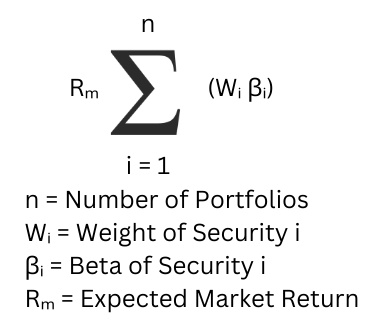 n
Rₘ ∑ (Wᵢ βᵢ)
i = 1
n = Number of Portfolios
Wᵢ = Weight of Security i
βᵢ = Beta of Security i
Rₘ = Expected Market Return